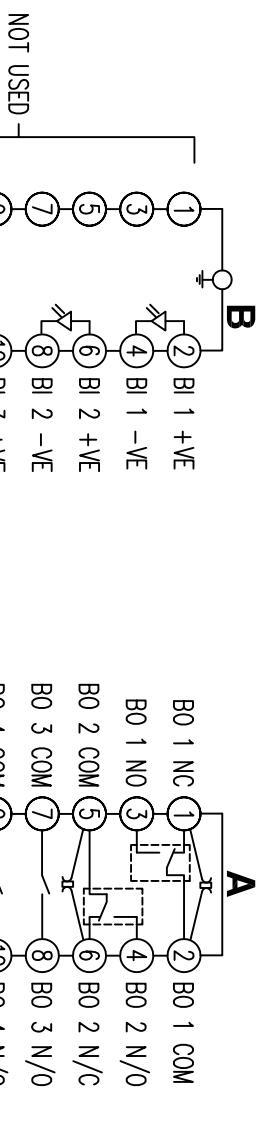 B
A
1 2 BI 1 +VE
BO 1 NC 1 2 BO 1 COM
3 4 BI 1 -VE
BO 1 NO 3 4 BO 2 N/O
5 6 BI 2 +VE
BO 2 COM 5 6 BO 2 N/C
7 8 BI 2 -VE
BO 3 COM 7 8 BO 3 N/O
NOT USED